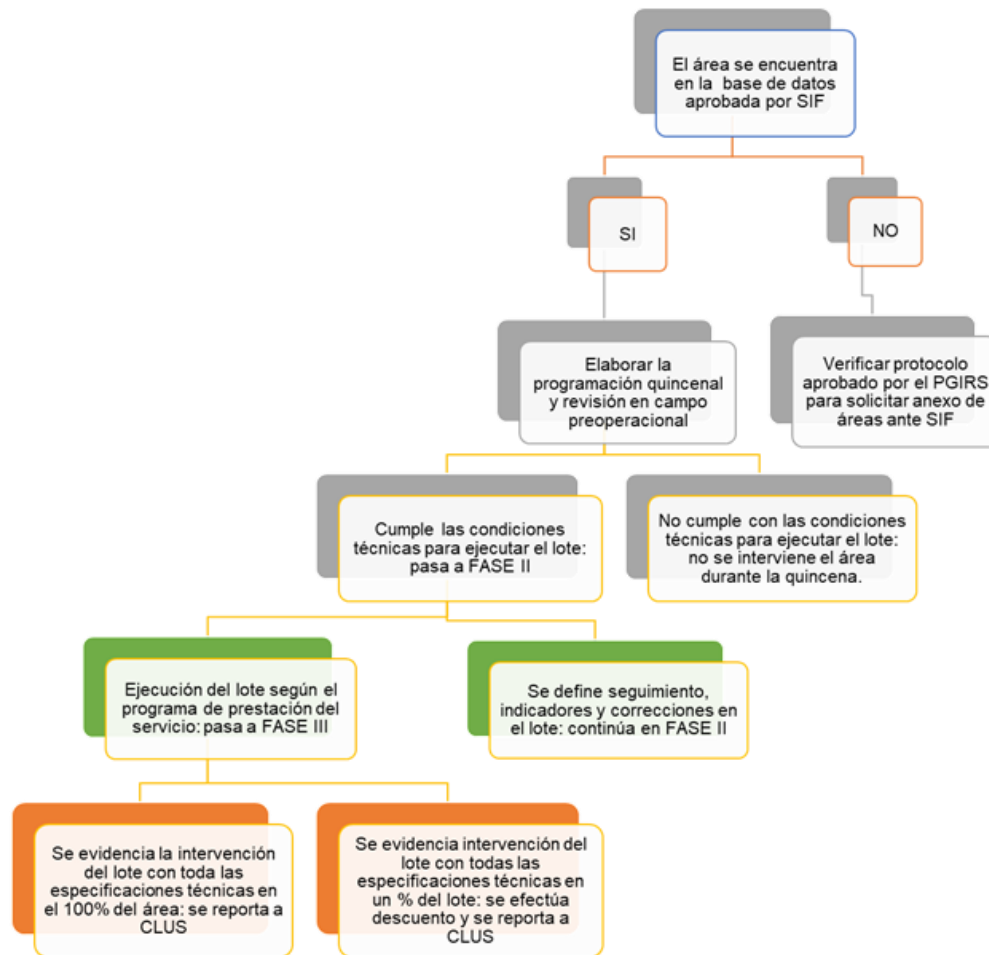 El área se encuentra
en la base de datos
aprobada por SIF
SI
NO
Elaborar la
programación quincenal
y revisión en campo
preoperacional
Verificar protocolo
aprobado por el PGIRS
para solicitar anexo de
áreas ante SIF
Cumple las condiciones
técnicas para ejecutar el lote:
pasa a FASE II
No cumple con las condiciones
técnicas para ejecutar el lote:
no se interviene el área
durante la quincena.
Ejecución del lote según el
programa de prestación del
servicio: pasa a FASE III
Se define seguimiento,
indicadores y correcciones en
el lote: continúa en FASE II
Se evidencia la intervención
del lote con toda las
especificaciones técnicas en
el 100% del área: se reporta a
CLUS
Se evidencia intervención del
lote con todas las
especificaciones técnicas en
un % del lote: se efectúa
descuento y se reporta a
CLUS